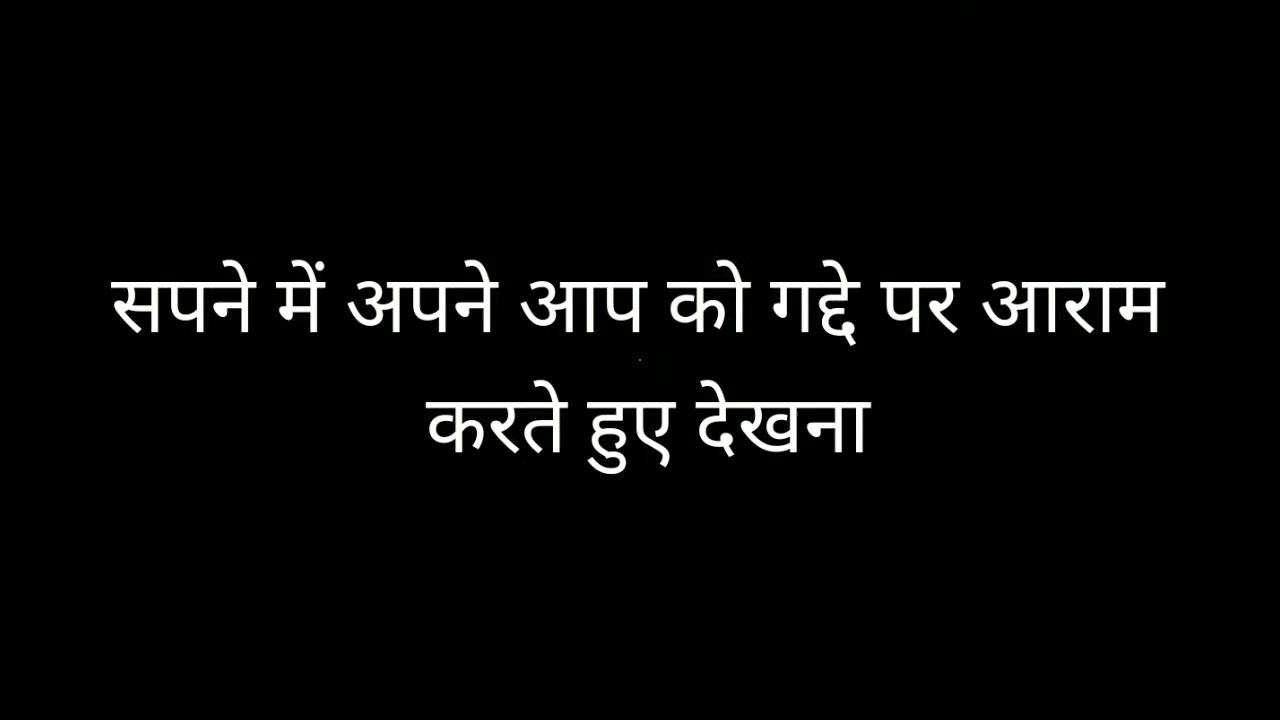 सपने में अपने आप को गद्दे पर आराम
करते हुए देखना